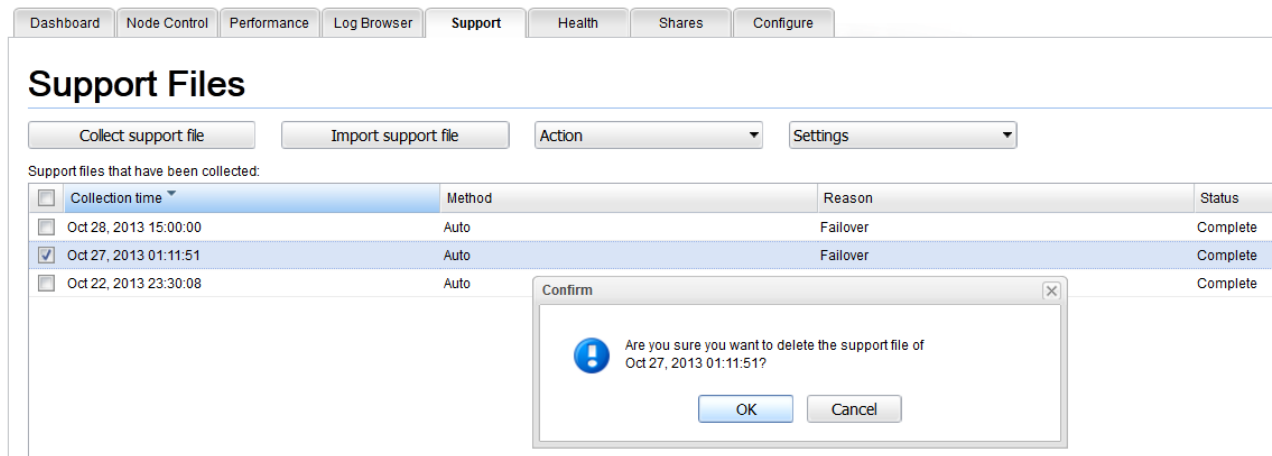 Dashboard Node Control Performance Log Browser Support Health Shares Configure
Support Files
Collect support file Import support file Action Settings
Support files that have been collected:
Collection time Method Reason Status
Oct 28, 2013 15:00:00 Auto Failover Complete
Oct 27, 2013 01:11:51 Auto Failover Complete
Oct 22, 2013 23:30:08 Auto Complete
Confirm
Are you sure you want to delete the support file of
Oct 27, 2013 01:11:51?
OK Cancel